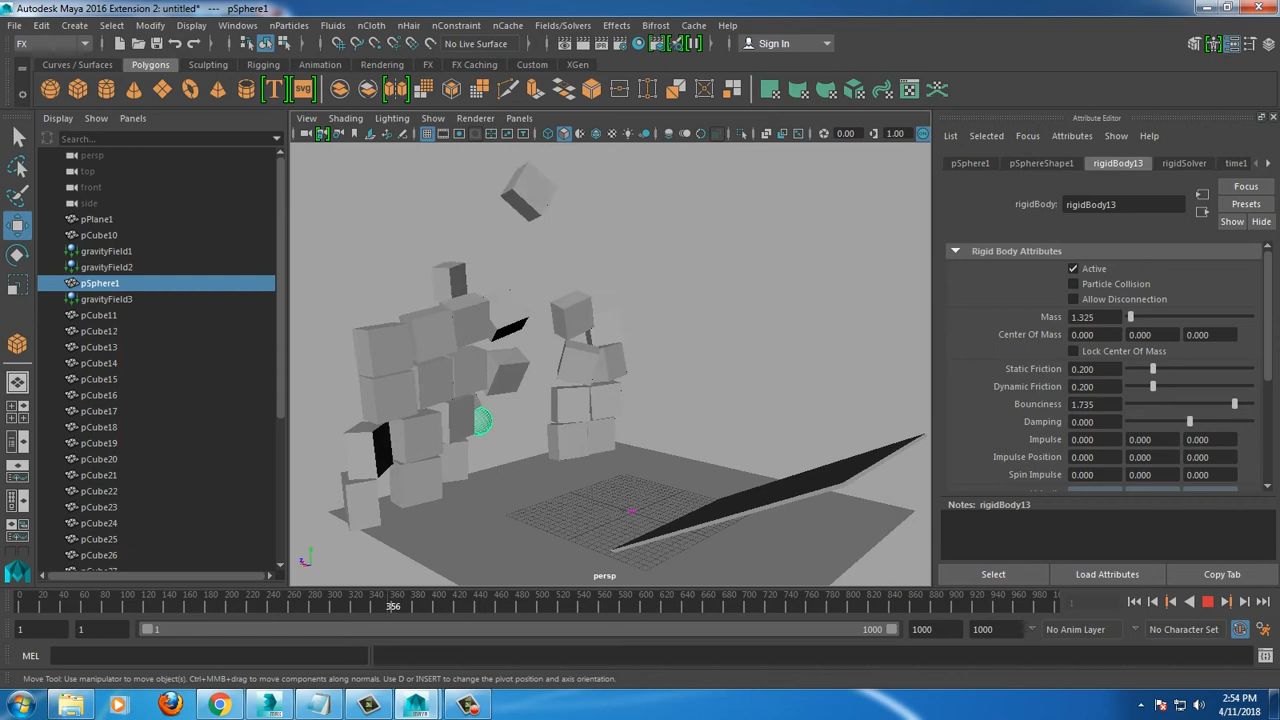 Autodesk Maya 2016 Extension 2: untitled* --- pSphere1
File Edit Create Select Modify Display Windows nParticles Fluids nCloth nHair nConstraint nCache Fields/Solvers Effects Bifrost Cache Help
FX No Live Surface 0 Sign In
Curves / Surfaces Polygons Sculpting Rigging Animation Rendering FX FX Caching Custom XGen
T svg
Display Show Panels
Search...
persp
top
front
side
pPlane1
pCube10
gravityField1
gravityField2
pSphere1
gravityField3
pCube11
pCube12
pCube13
pCube14
pCube15
pCube16
pCube17
pCube18
pCube19
pCube20
pCube21
pCube22
pCube23
pCube24
pCube25
pCube26
View Shading Lighting Show Renderer Panels
0.00 1.00
persp
Attribute Editor
List Selected Focus Attributes Show Help
pSphere1 pSphereShape1 rigidBody13 rigidSolver time1
rigidBody: rigidBody13
Focus
Presets
Show Hide
Rigid Body Attributes
Active
Particle Collision
Allow Disconnection
Mass 1.325
Center Of Mass 0.000 0.000 0.000
Lock Center Of Mass
Static Friction 0.200
Dynamic Friction 0.200
Bounciness 1.735
Damping 0.000
Impulse 0.000 0.000 0.000
Impulse Position 0.000 0.000 0.000
Spin Impulse 0.000 0.000 0.000
Notes: rigidBody13
Select Load Attributes Copy Tab
0 20 40 60 80 100 120 140 160 180 200 220 240 260 280 300 320 340 360 380 400 420 440 460 480 500 520 540 560 580 600 620 640 660 680 700 720 740 760 780 800 820 840 860 880 900 920 940 960 980
356
1
1 1 1 1000 1000 1000 No Anim Layer No Character Set
MEL
Move Tool: Use manipulator to move object(s). Ctrl+MMB+drag to move components along normals. Use D or INSERT to change the pivot position and axis orientation.
2:54 PM
4/11/2018